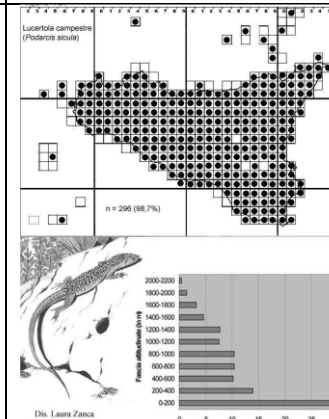 Lucertola campestre
(Podarcis sicula)
n = 296 (98,7%)
Dis. Laura Zanca
Fascia altitudinale (in m)
2000-2200
1800-2000
1600-1800
1400-1600
1200-1400
1000-1200
800-1000
600-800
400-600
200-400
0-200
0 5 10 15 20 25